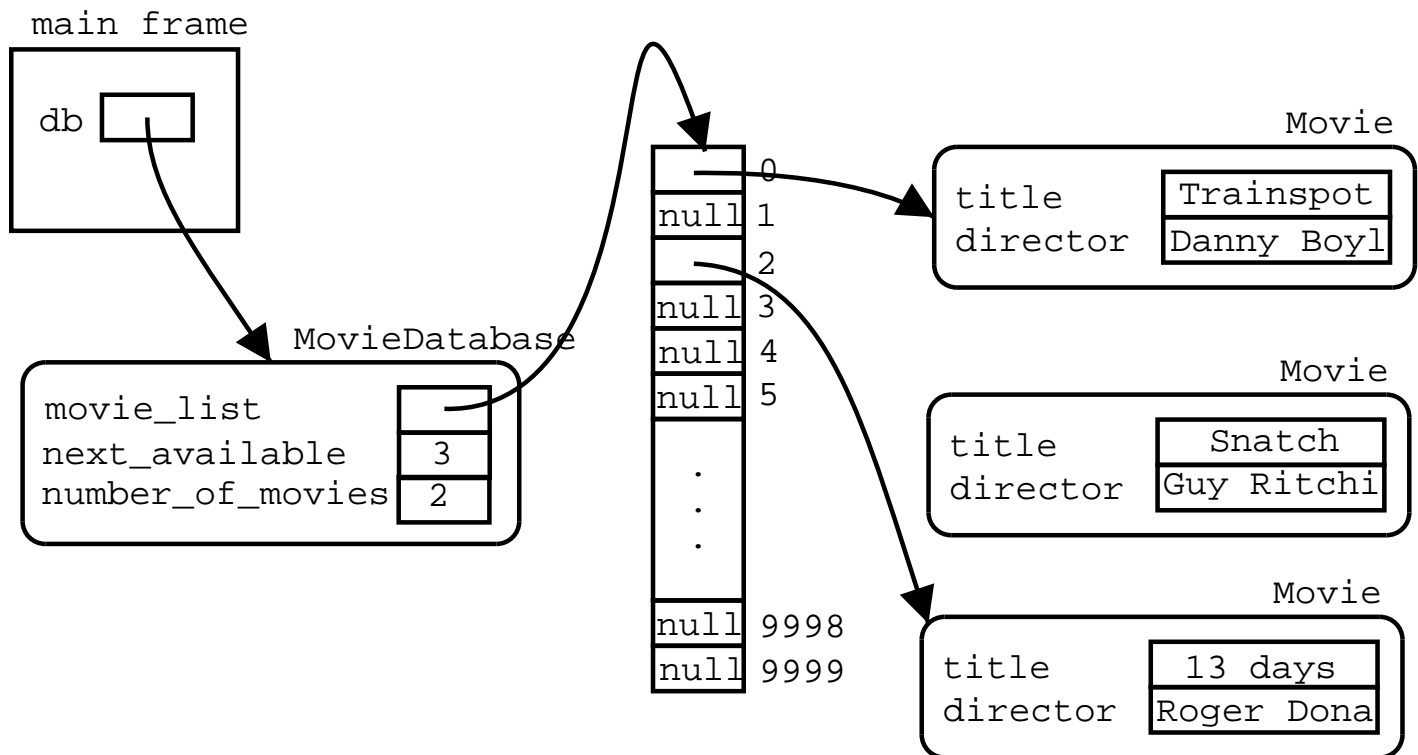 main frame
db
MovieDatabase
movie_list
next_available 3
number_of_movies 2
0
null 1
2
null 3
null 4
null 5
.
.
.
null 9998
null 9999
Movie
title Trainspot
director Danny Boyl
Movie
title Snatch
director Guy Ritchi
Movie
title 13 days
director Roger Dona